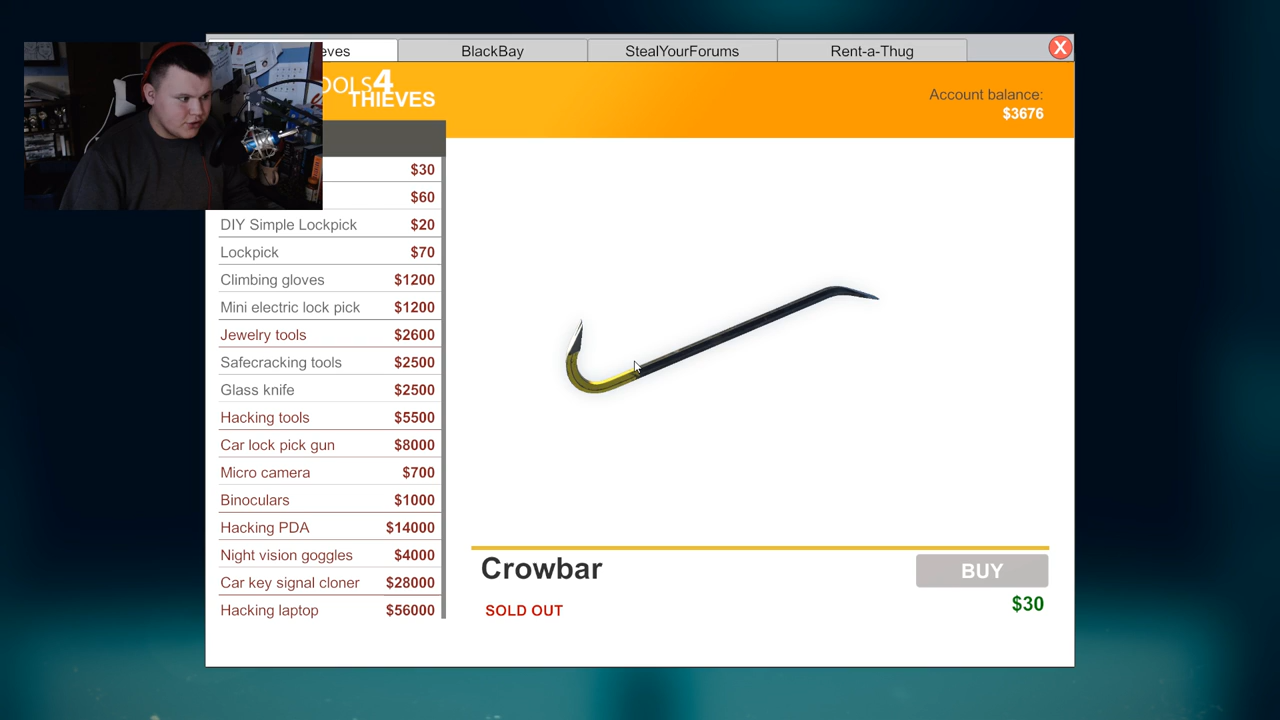 eves BlackBay StealYourForums Rent-a-Thug X
OOLS4
THIEVES
Account balance:
$3676
$30
$60
DIY Simple Lockpick $20
Lockpick $70
Climbing gloves $1200
Mini electric lock pick $1200
Jewelry tools $2600
Safecracking tools $2500
Glass knife $2500
Hacking tools $5500
Car lock pick gun $8000
Micro camera $700
Binoculars $1000
Hacking PDA $14000
Night vision goggles $4000
Car key signal cloner $28000
Hacking laptop $56000
Crowbar
BUY
SOLD OUT
$30